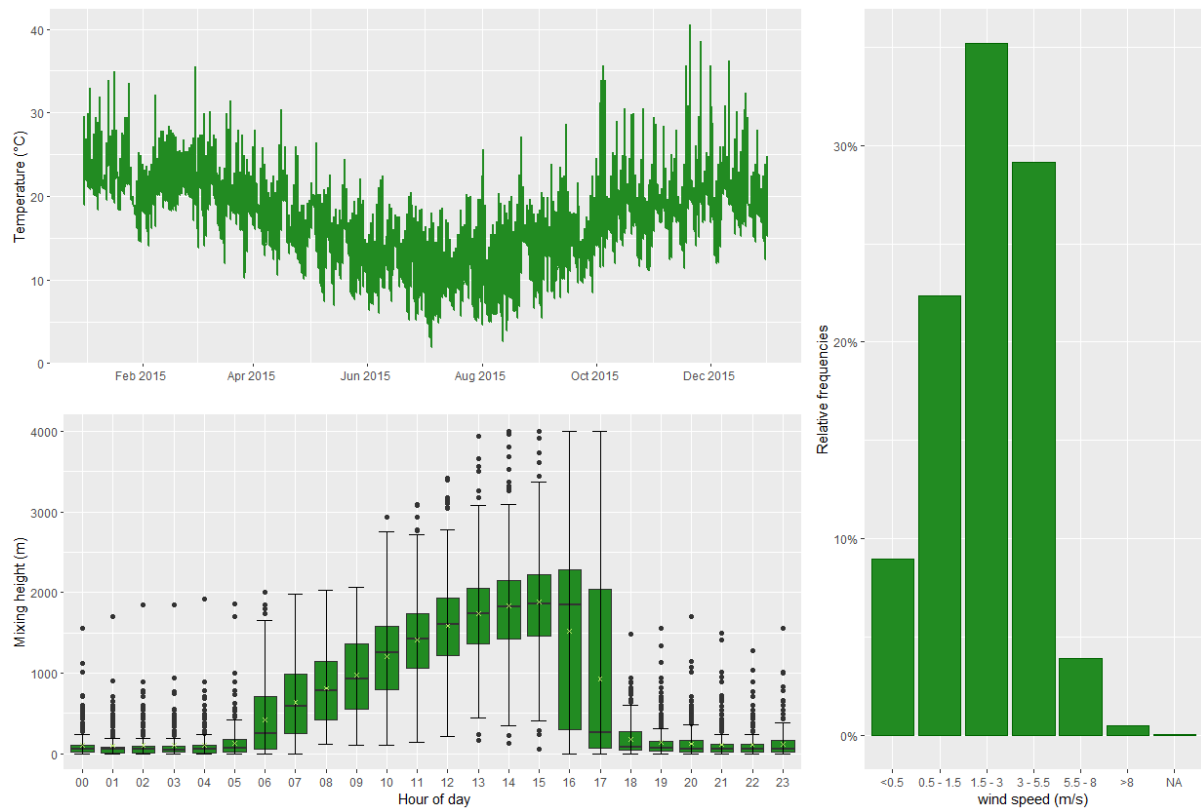 Temperature (°C)
40
30
20
10
0
Feb 2015 Apr 2015 Jun 2015 Aug 2015 Oct 2015 Dec 2015
Mixing height (m)
4000
3000
2000
1000
0
00 01 02 03 04 05 06 07 08 09 10 11 12 13 14 15 16 17 18 19 20 21 22 23
Hour of day
Relative frequencies
30%
20%
10%
0%
<0.5 0.5 - 1.5 1.5 - 3 3 - 5.5 5.5 - 8 >8 NA
wind speed (m/s)